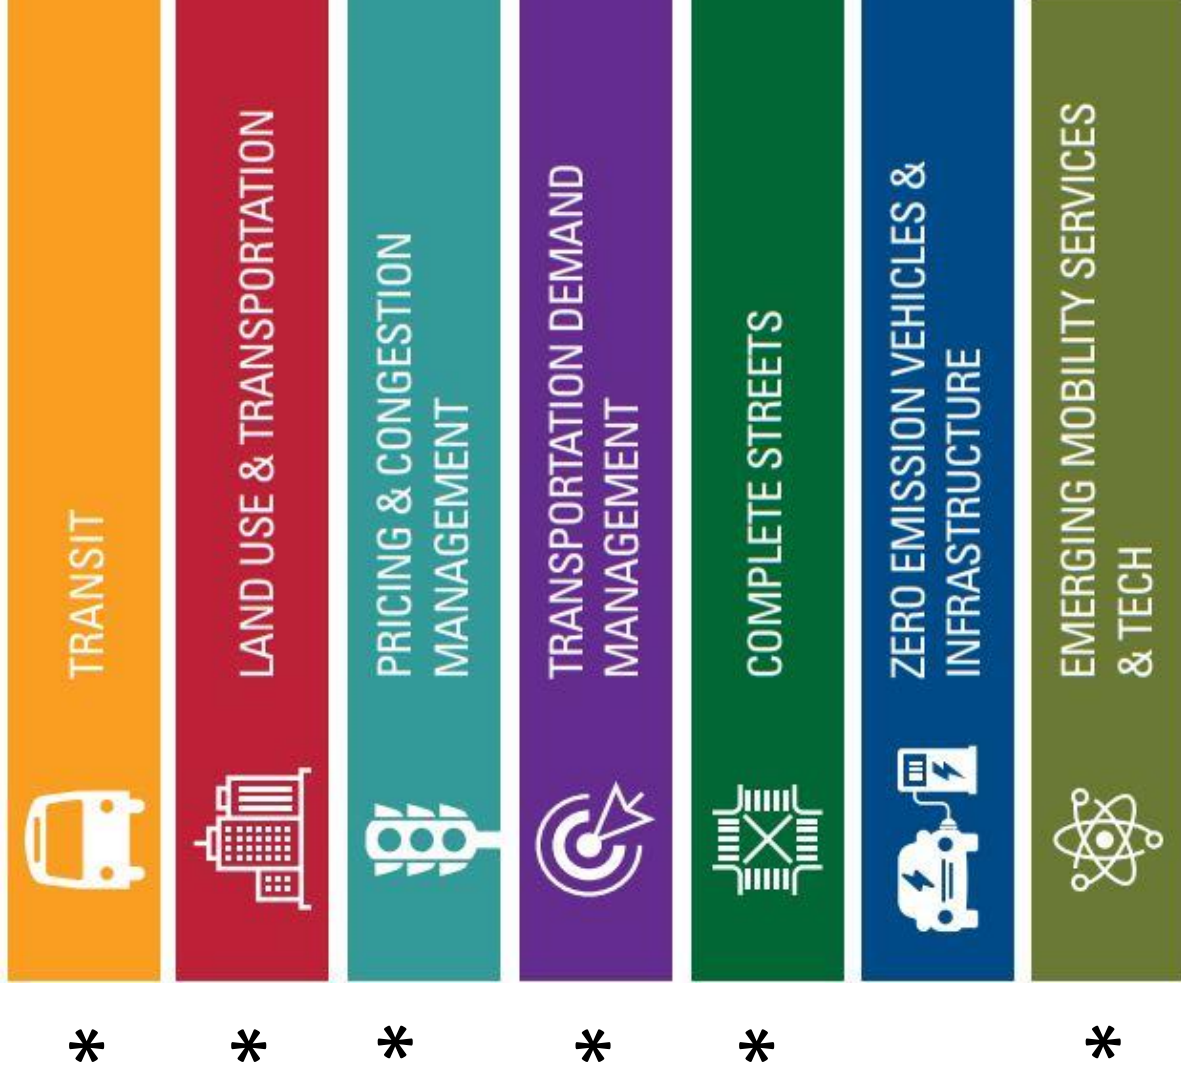 TRANSIT
LAND USE & TRANSPORTATION
PRICING & CONGESTION
MANAGEMENT
TRANSPORTATION DEMAND
MANAGEMENT
COMPLETE STREETS
ZERO EMISSION VEHICLES &
INFRASTRUCTURE
EMERGING MOBILITY SERVICES
& TECH
* * * * * *